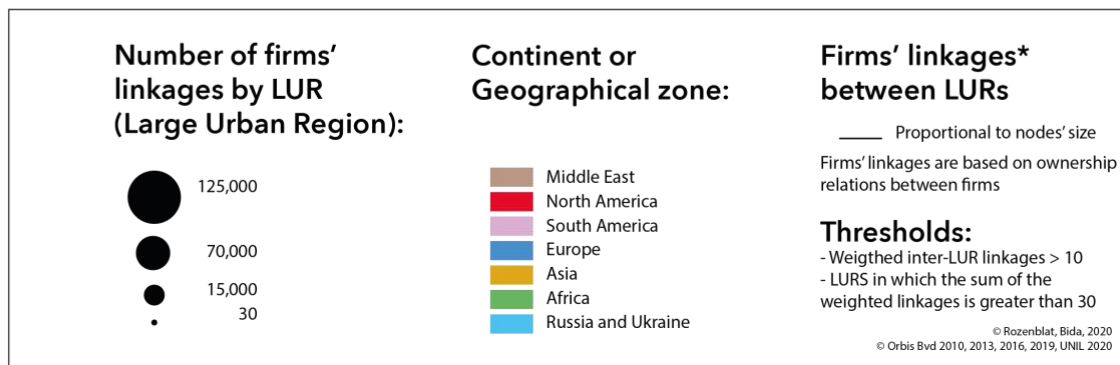 Number of firms'
linkages by LUR
(Large Urban Region):
125,000
70,000
15,000
30
Continent or
Geographical zone:
Middle East
North America
South America
Europe
Asia
Africa
Russia and Ukraine
Firms' linkages*
between LURs
Proportional to nodes' size
Firms' linkages are based on ownership
relations between firms
Thresholds:
- Weigthed inter-LUR linkages > 10
- LURS in which the sum of the
weighted linkages is greater than 30
© Rozenblat, Bida, 2020
© Orbis Bvd 2010, 2013, 2016, 2019, UNIL 2020